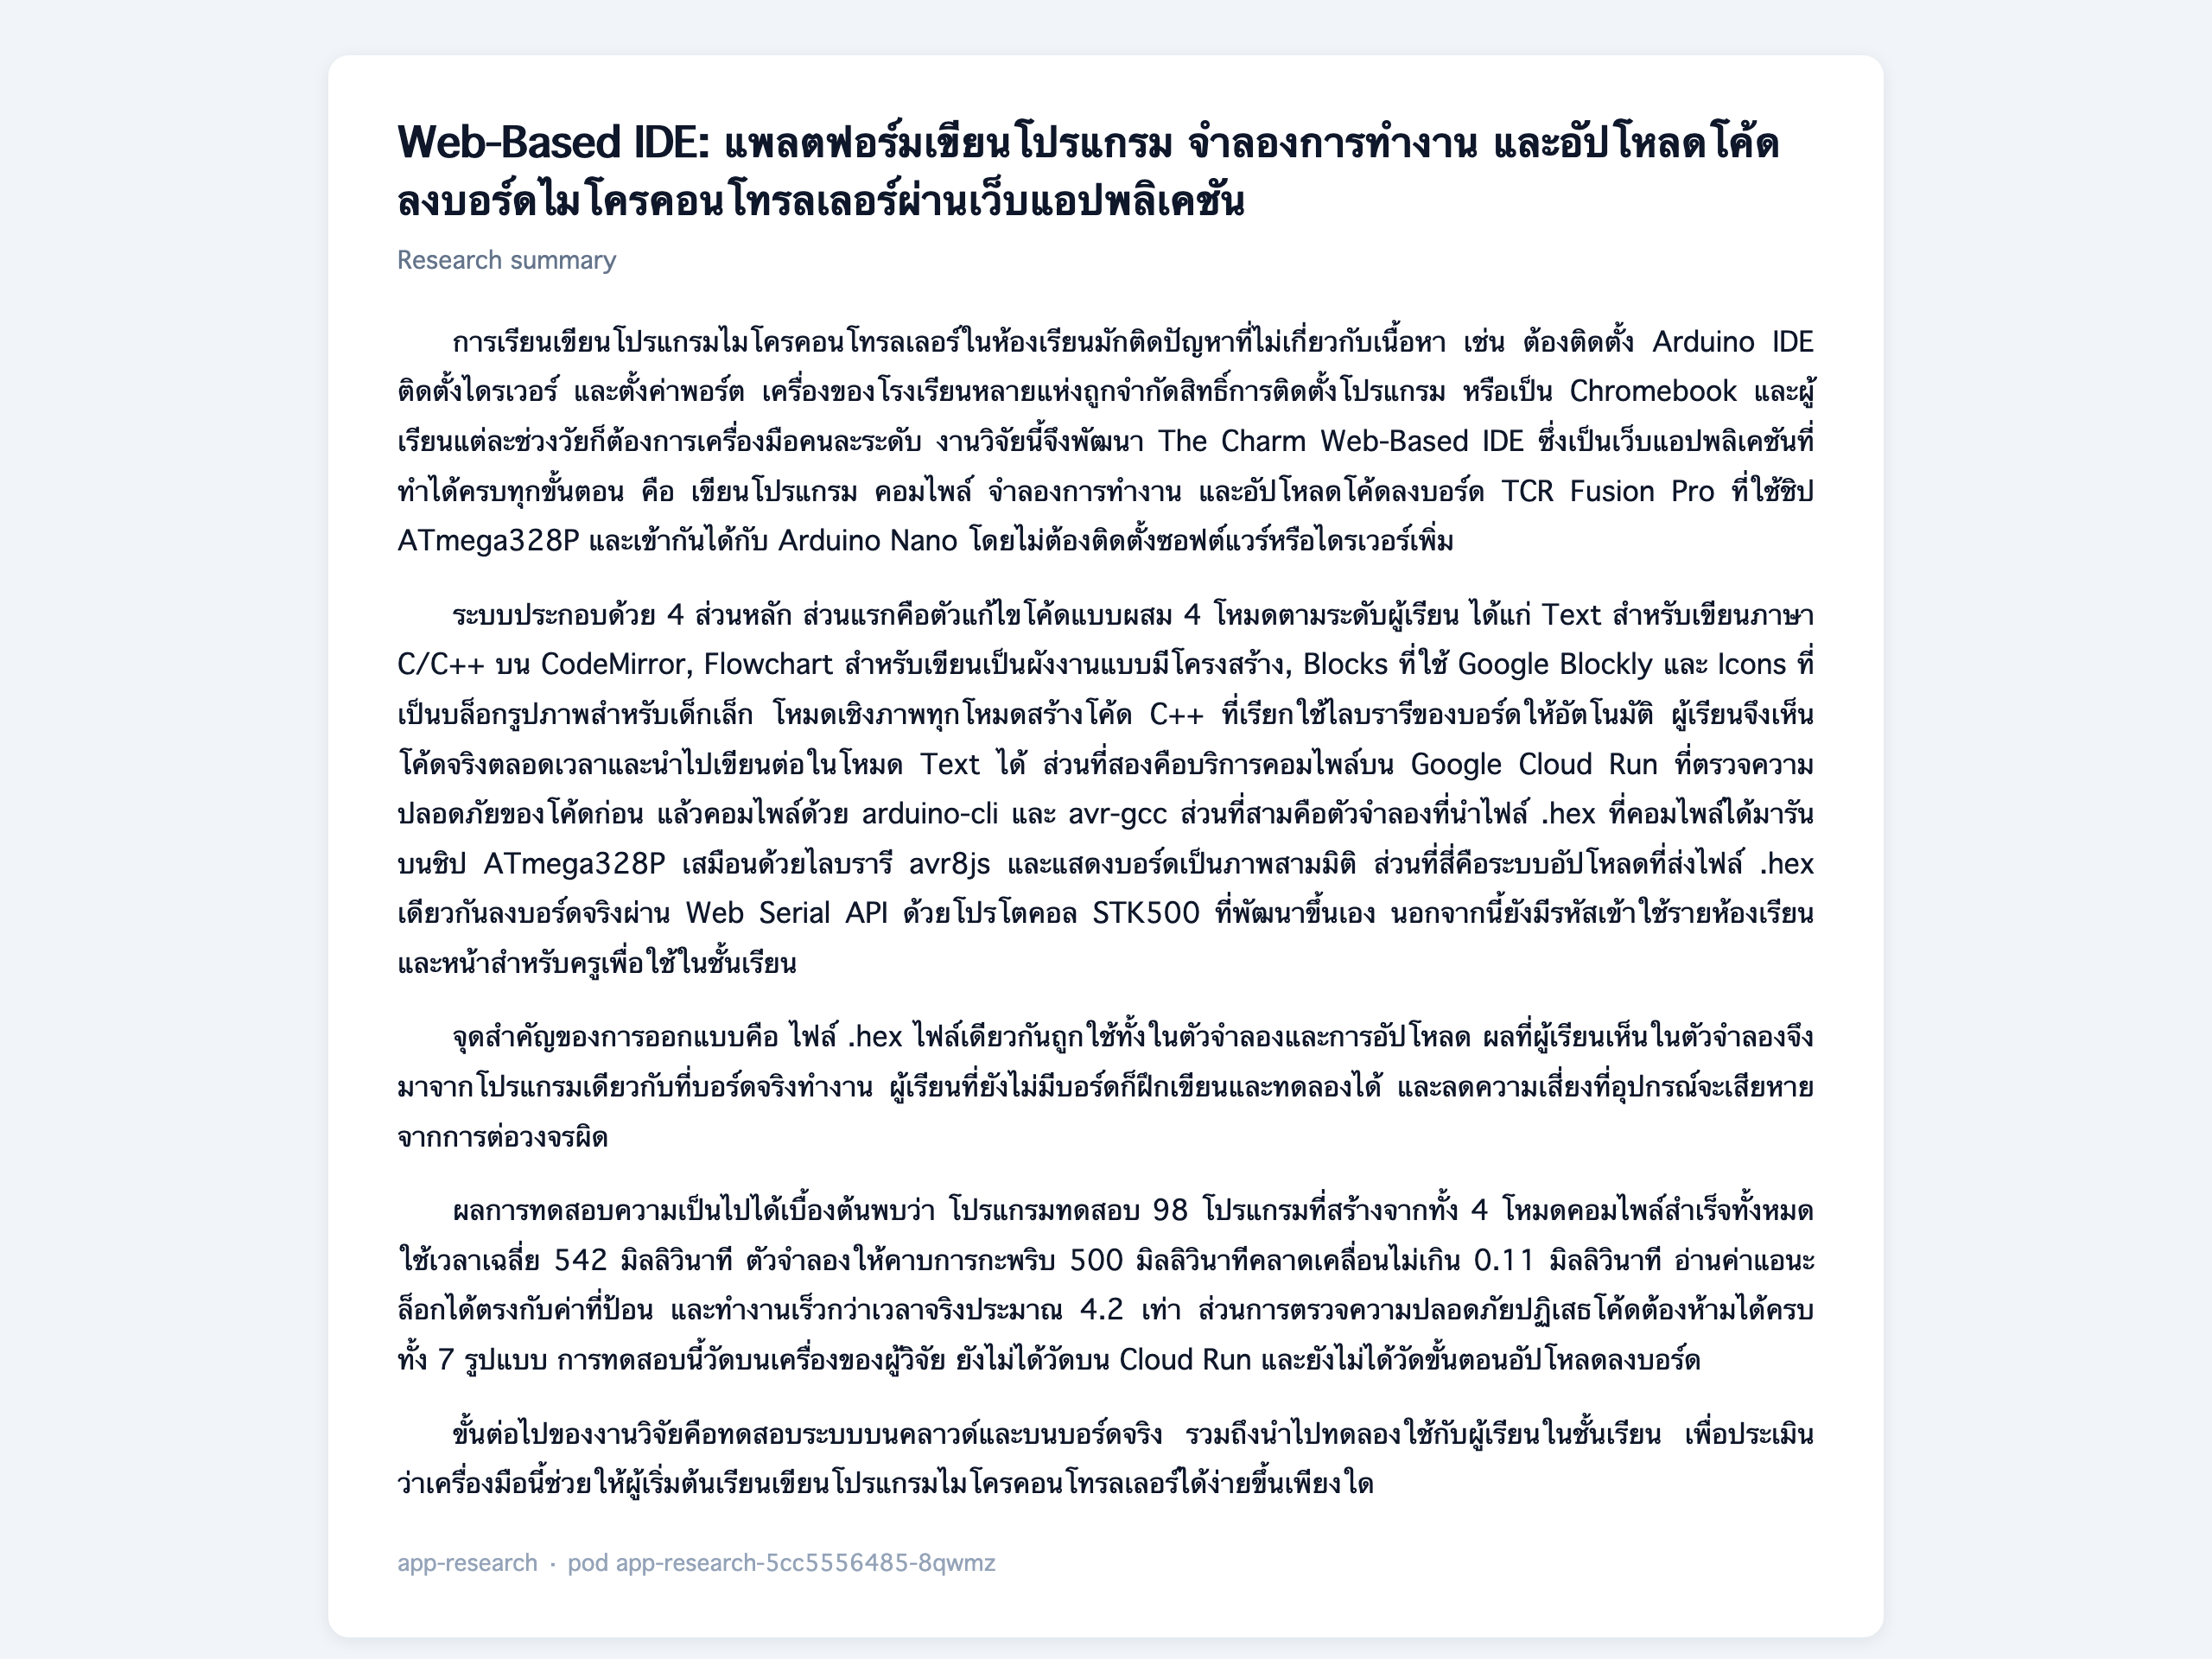 Web-Based IDE: แพลตฟอร์มเขียนโปรแกรม จำลองการทำงาน และอัปโหลดโค้ด
ลงบอร์ดไมโครคอนโทรลเลอร์ผ่านเว็บแอปพลิเคชัน
Research summary
การเรียนเขียนโปรแกรมไมโครคอนโทรลเลอร์ในห้องเรียนมักติดปัญหาที่ไม่เกี่ยวกับเนื้อหา เช่น ต้องติดตั้ง Arduino IDE
ติดตั้งไดรเวอร์ และตั้งค่าพอร์ต เครื่องของโรงเรียนหลายแห่งถูกจำกัดสิทธิ์การติดตั้งโปรแกรม หรือเป็น Chromebook และผู้
เรียนแต่ละช่วงวัยก็ต้องการเครื่องมือคนละระดับ งานวิจัยนี้จึงพัฒนา The Charm Web-Based IDE ซึ่งเป็นเว็บแอปพลิเคชันที่
ทำได้ครบทุกขั้นตอน คือ เขียนโปรแกรม คอมไพล์ จำลองการทำงาน และอัปโหลดโค้ดลงบอร์ด TCR Fusion Pro ที่ใช้ชิป
ATmega328P และเข้ากันได้กับ Arduino Nano โดยไม่ต้องติดตั้งซอฟต์แวร์หรือไดรเวอร์เพิ่ม
ระบบประกอบด้วย 4 ส่วนหลัก ส่วนแรกคือตัวแก้ไขโค้ดแบบผสม 4 โหมดตามระดับผู้เรียน ได้แก่ Text สำหรับเขียนภาษา
C/C++ บน CodeMirror, Flowchart สำหรับเขียนเป็นผังงานแบบมีโครงสร้าง, Blocks ที่ใช้ Google Blockly และ Icons ที่
เป็นบล็อกรูปภาพสำหรับเด็กเล็ก โหมดเชิงภาพทุกโหมดสร้างโค้ด C++ ที่เรียกใช้ไลบรารีของบอร์ดให้อัตโนมัติ ผู้เรียนจึงเห็น
โค้ดจริงตลอดเวลาและนำไปเขียนต่อในโหมด Text ได้ ส่วนที่สองคือบริการคอมไพล์บน Google Cloud Run ที่ตรวจความ
ปลอดภัยของโค้ดก่อน แล้วคอมไพล์ด้วย arduino-cli และ avr-gcc ส่วนที่สามคือตัวจำลองที่นำไฟล์ .hex ที่คอมไพล์ได้มารัน
บนชิป ATmega328P เสมือนด้วยไลบรารี avr8js และแสดงบอร์ดเป็นภาพสามมิติ ส่วนที่สี่คือระบบอัปโหลดที่ส่งไฟล์ .hex
เดียวกันลงบอร์ดจริงผ่าน Web Serial API ด้วยโปรโตคอล STK500 ที่พัฒนาขึ้นเอง นอกจากนี้ยังมีรหัสเข้าใช้รายห้องเรียน
และหน้าสำหรับครูเพื่อใช้ในชั้นเรียน
จุดสำคัญของการออกแบบคือ ไฟล์ .hex ไฟล์เดียวกันถูกใช้ทั้งในตัวจำลองและการอัปโหลด ผลที่ผู้เรียนเห็นในตัวจำลองจึง
มาจากโปรแกรมเดียวกับที่บอร์ดจริงทำงาน ผู้เรียนที่ยังไม่มีบอร์ดก็ฝึกเขียนและทดลองได้ และลดความเสี่ยงที่อุปกรณ์จะเสียหาย
จากการต่อวงจรผิด
ผลการทดสอบความเป็นไปได้เบื้องต้นพบว่า โปรแกรมทดสอบ 98 โปรแกรมที่สร้างจากทั้ง 4 โหมดคอมไพล์สำเร็จทั้งหมด
ใช้เวลาเฉลี่ย 542 มิลลิวินาที ตัวจำลองให้คาบการกะพริบ 500 มิลลิวินาทีคลาดเคลื่อนไม่เกิน 0.11 มิลลิวินาที อ่านค่าแอนะ
ล็อกได้ตรงกับค่าที่ป้อน และทำงานเร็วกว่าเวลาจริงประมาณ 4.2 เท่า ส่วนการตรวจความปลอดภัยปฏิเสธโค้ดต้องห้ามได้ครบ
ทั้ง 7 รูปแบบ การทดสอบนี้วัดบนเครื่องของผู้วิจัย ยังไม่ได้วัดบน Cloud Run และยังไม่ได้วัดขั้นตอนอัปโหลดลงบอร์ด
ขั้นต่อไปของงานวิจัยคือทดสอบระบบบนคลาวด์และบนบอร์ดจริง รวมถึงนำไปทดลองใช้กับผู้เรียนในชั้นเรียน เพื่อประเมิน
ว่าเครื่องมือนี้ช่วยให้ผู้เริ่มต้นเรียนเขียนโปรแกรมไมโครคอนโทรลเลอร์ได้ง่ายขึ้นเพียงใด
app-research · pod app-research-5cc5556485-8qwmz